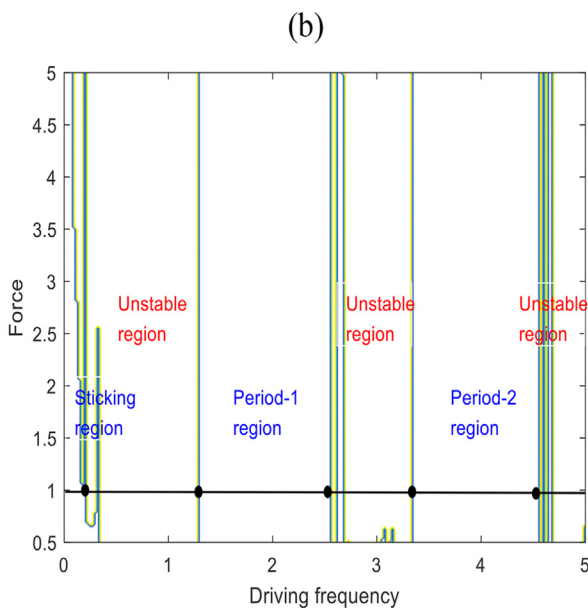 (b)
5
4.5
4
3.5
3
2.5
2
1.5
1
0.5
Force
Unstable
region
Unstable
region
Unstable
region
Sticking
region
Period-1
region
Period-2
region
0 1 2 3 4 5
Driving frequency